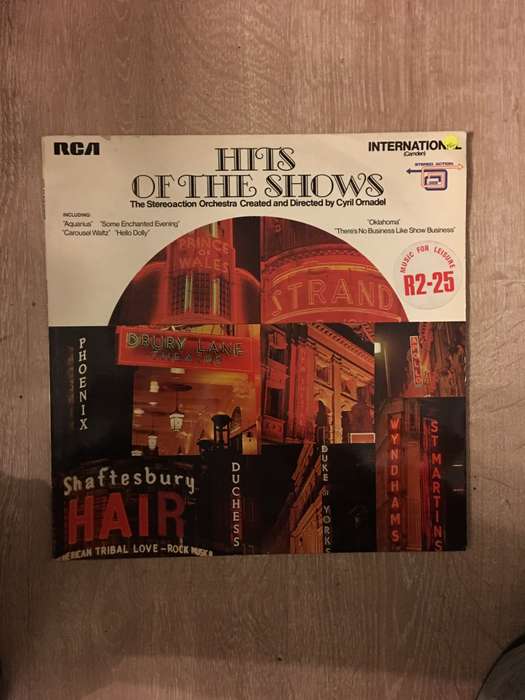 RCA
INTERNATIONAL
(Camden)
STEREO ACTION
HITS
OF THE SHOWS
The Stereoaction Orchestra Created and Directed by Cyril Ornadel
INCLUDING:
"Aquarius" "Some Enchanted Evening"
"Carousel Waltz" "Hello Dolly"
"Oklahoma"
"There's No Business Like Show Business"
MUSIC FOR LEISURE
R2-25
PRINCE
OF
WALES
STRAND
PHOENIX
DRURY LANE
THEATRE
APOLLO
Shaftesbury
HAIR
AMERICAN TRIBAL LOVE-ROCK MUSICAL
DUCHESS
DUKE OF YORKS
WYNDHAMS
ST MARTINS